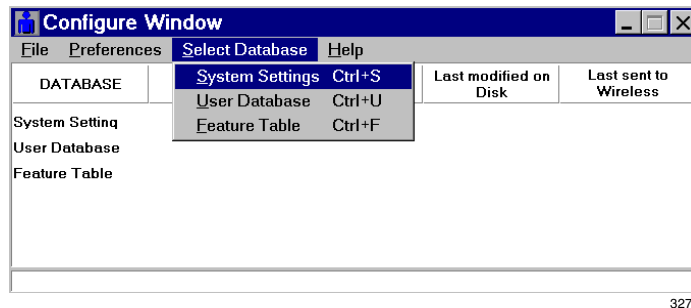 Configure Window
File Preferences Select Database Help
DATABASE
Last modified on
Disk
Last sent to
Wireless
System Settings Ctrl+S
User Database Ctrl+U
Feature Table Ctrl+F
System Setting
User Database
Feature Table
327